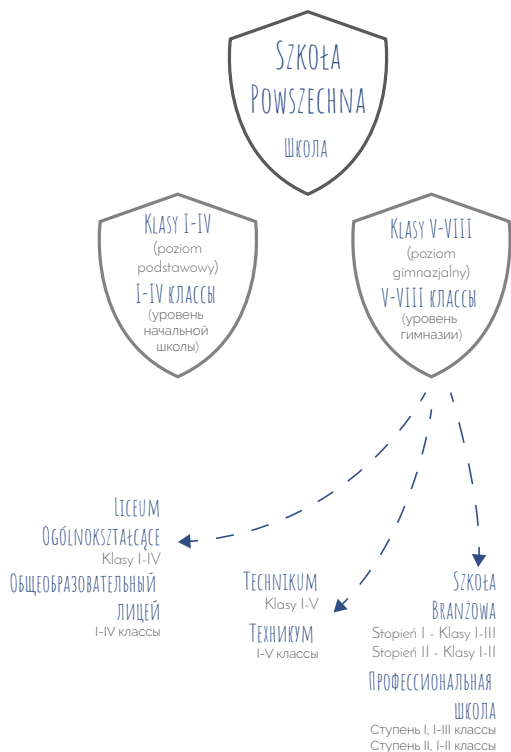 Szkoła
Powszechna
Школа
Klasy I-IV
(poziom
podstawowy)
I-IV классы
(уровень
начальной
школы)
Klasy V-VIII
(poziom
gimnazjalny)
V-VIII классы
(уровень
гимназии)
Liceum
Ogólnokształcące
Klasy I-IV
Общеобразовательный
лицей
I-IV классы
Technikum
Klasy I-V
Техникум
I-V классы
Szkoła
Branżowa
Stopień I - Klasy I-III
Stopień II - Klasy I-II
Профессиональная
школа
Ступень I, I-III классы
Ступень II, I-II классы